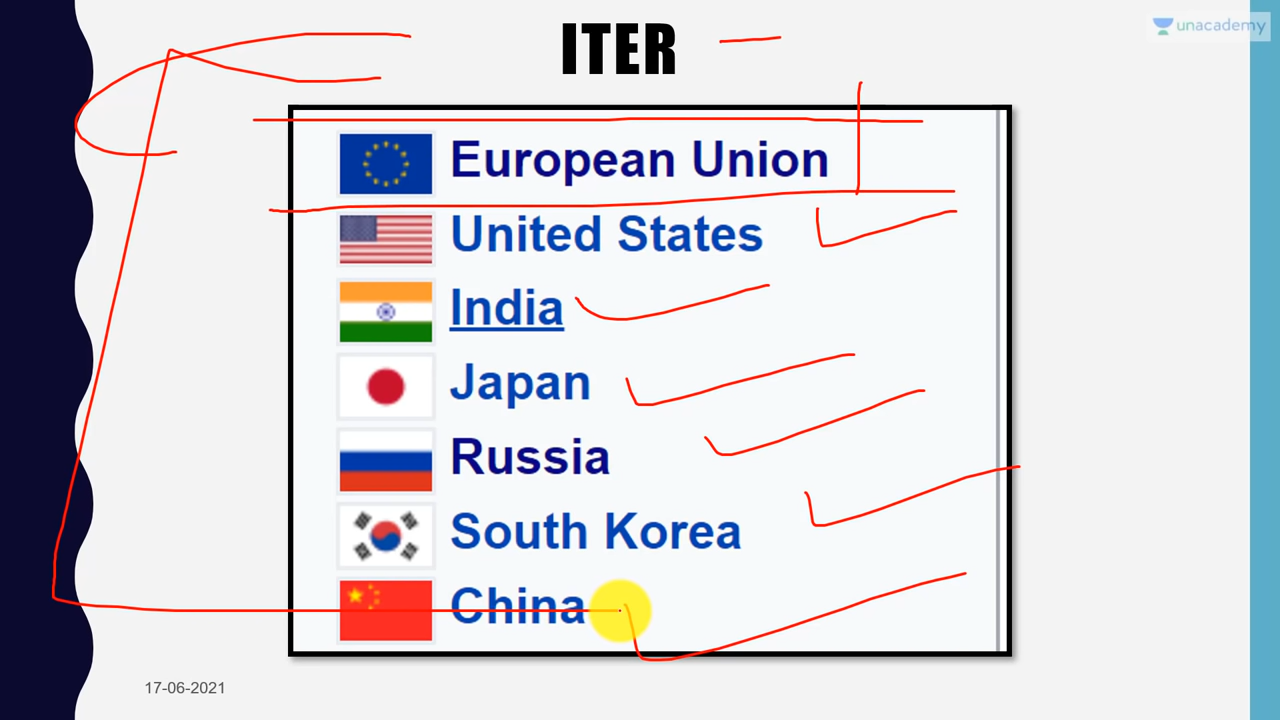 ITER
unacademy
European Union
United States
India
Japan
Russia
South Korea
China
17-06-2021